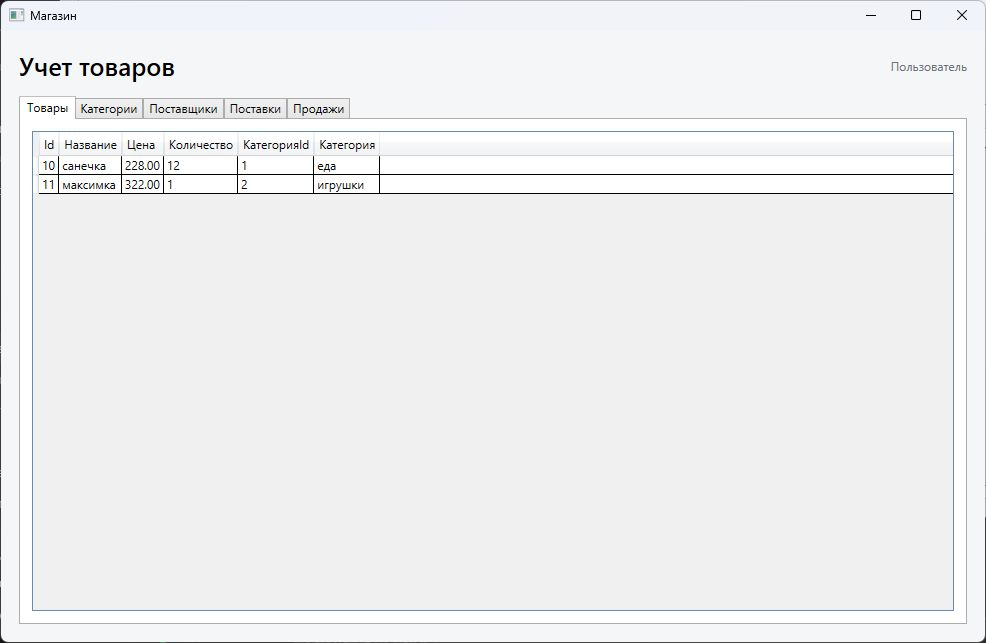 Магазин
Учет товаров
Пользователь
Товары Категории Поставщики Поставки Продажи
Id Название Цена Количество КатегорияId Категория
10 санечка 228.00 12 1 еда
11 максимка 322.00 1 2 игрушки